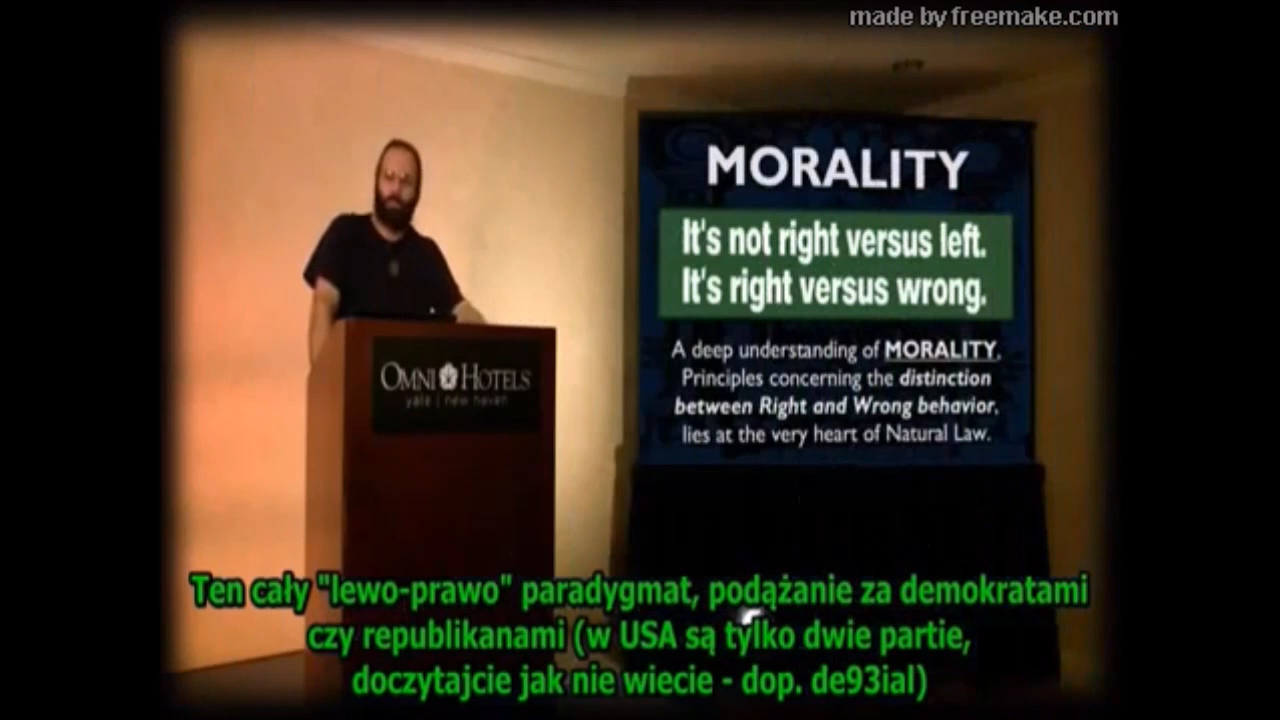 made by freemake.com
MORALITY
It's not right versus left.
It's right versus wrong.
A deep understanding of MORALITY,
Principles concerning the distinction
between Right and Wrong behavior,
lies at the very heart of Natural Law.
OMNI HOTELS
yale | new haven
Ten cały "lewo-prawo" paradygmat, podążanie za demokratami
czy republikanami (w USA są tylko dwie partie,
doczytajcie jak nie wiecie - dop. de93ial)